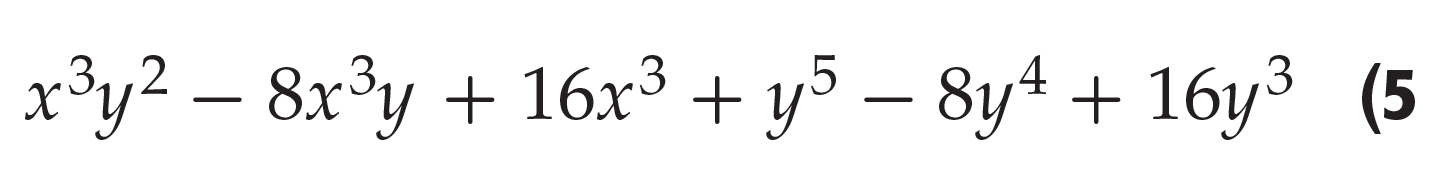 x³y² − 8x³y + 16x³ + y⁵ − 8y⁴ + 16y³ (5